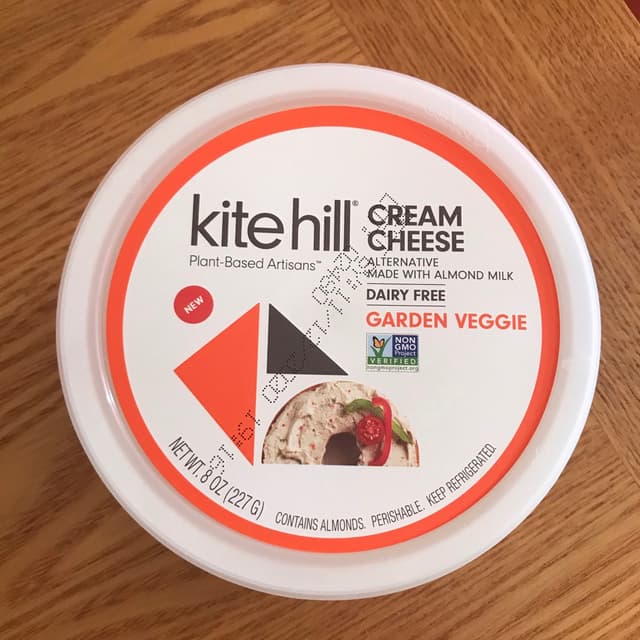 kite hill®
Plant-Based Artisans™
CREAM
CHEESE
ALTERNATIVE
MADE WITH ALMOND MILK
DAIRY FREE
GARDEN VEGGIE
NEW
NON
GMO
Project
VERIFIED
nongmoproject.org
NET WT. 8 OZ (227 G)
CONTAINS ALMONDS. PERISHABLE. KEEP REFRIGERATED.